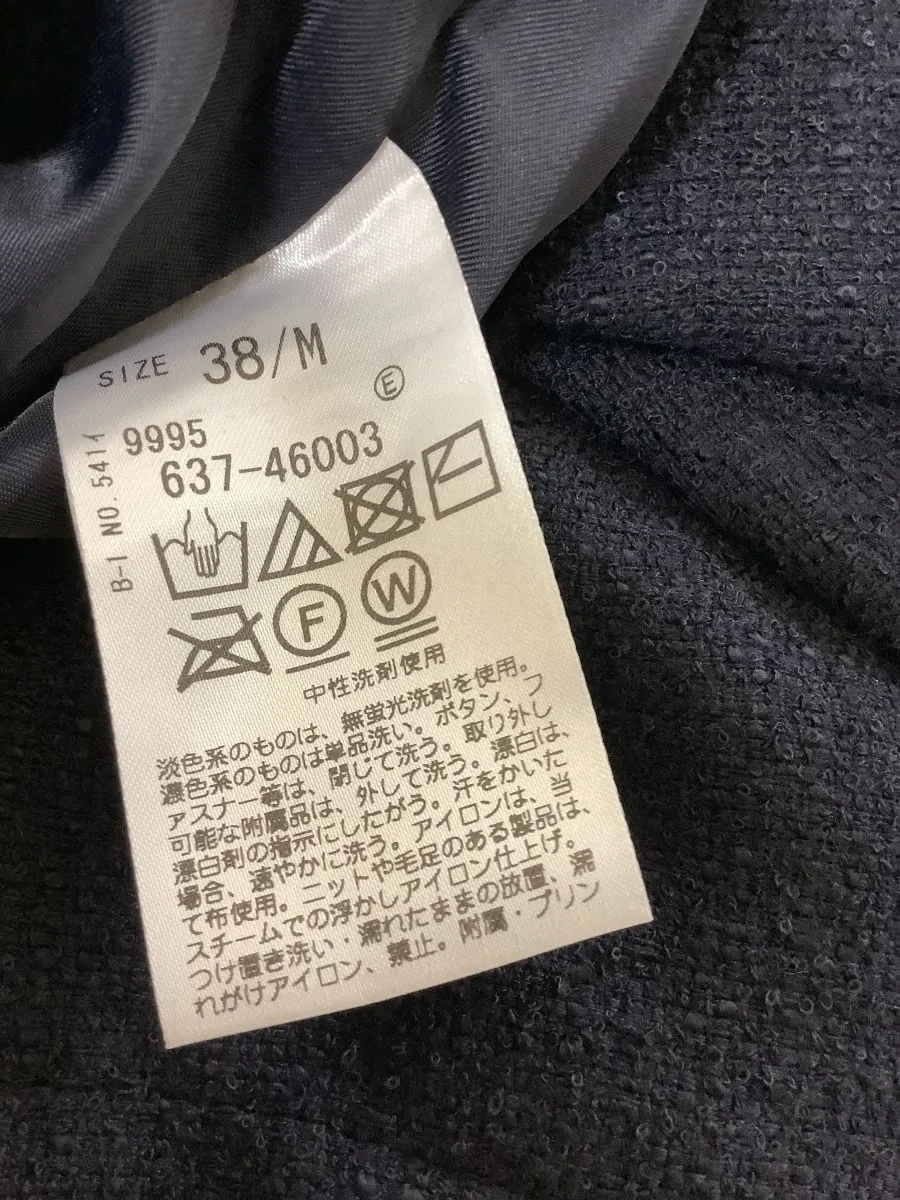 SIZE 38/M
E
9995
637-46003
B-1 NO.541イ
F W
中性洗剤使用
淡色系のものは、無蛍光洗剤を使用。
濃色系のものは単品洗い。ボタン、フ
ァスナー等は、閉じて洗う。取り外し
可能な附属品は、外して洗う。漂白は、
漂白剤の指示にしたがう。汗をかいた
場合、速やかに洗う。アイロンは、当
て布使用。ニットや毛足のある製品は、
スチームでの浮かしアイロン仕上げ。
つけ置き洗い・濡れたままの放置、濡
れがけアイロン、禁止。附属・プリン